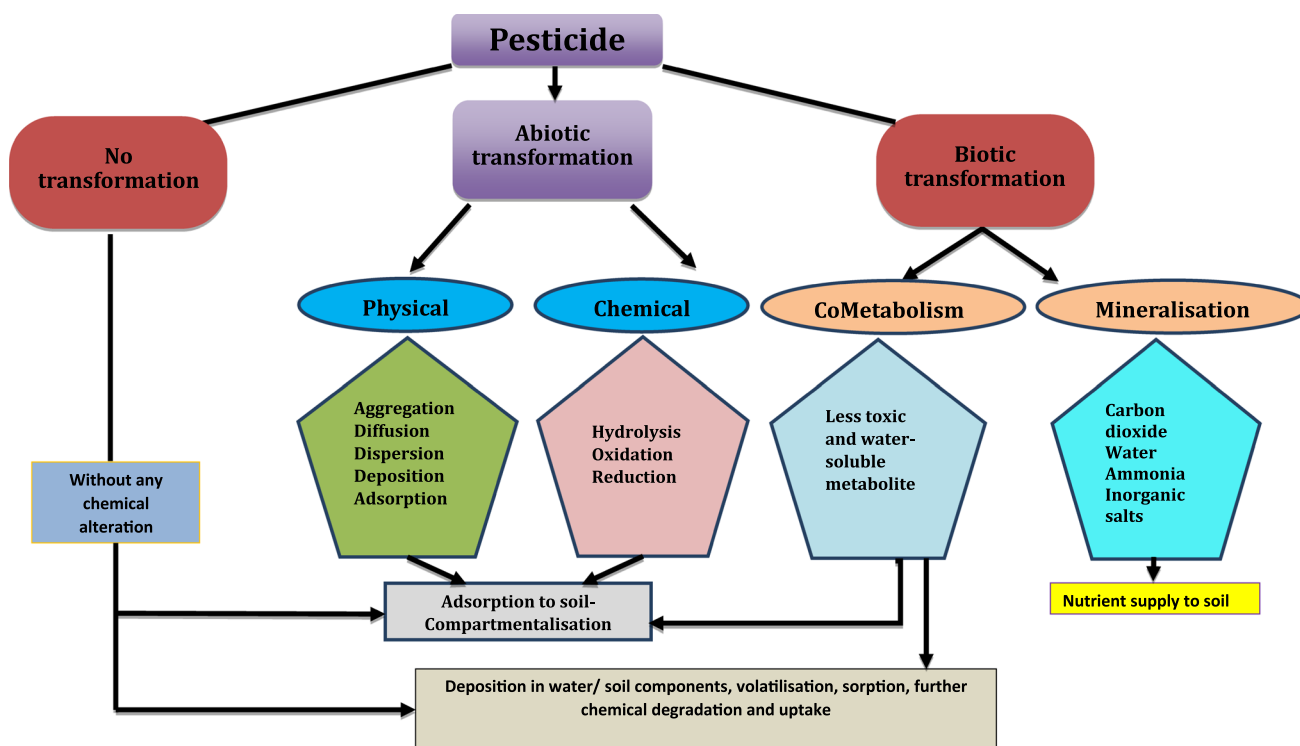 Pesticide
No
transformation
Abiotic
transformation
Biotic
transformation
Physical
Chemical
CoMetabolism
Mineralisation
Aggregation
Diffusion
Dispersion
Deposition
Adsorption
Hydrolysis
Oxidation
Reduction
Less toxic
and water-
soluble
metabolite
Carbon
dioxide
Water
Ammonia
Inorganic
salts
Without any
chemical
alteration
Adsorption to soil-
Compartmentalisation
Nutrient supply to soil
Deposition in water/ soil components, volatilisation, sorption, further
chemical degradation and uptake